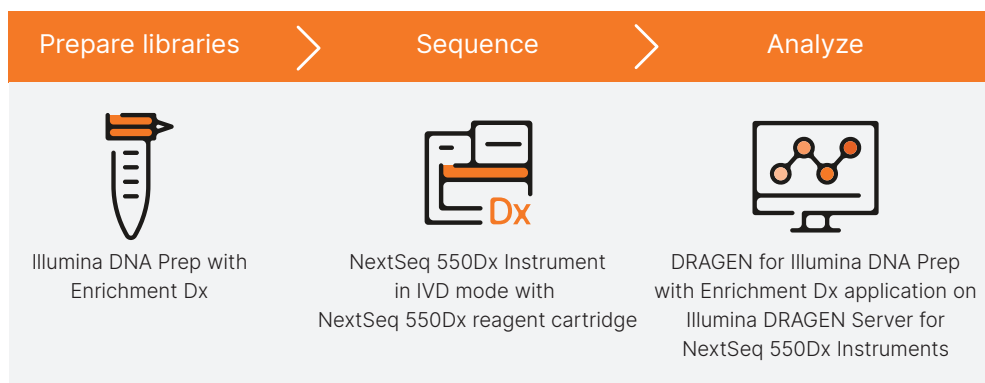 Prepare libraries
Sequence
Analyze
Dx
Illumina DNA Prep with
Enrichment Dx
NextSeq 550Dx Instrument
in IVD mode with
NextSeq 550Dx reagent cartridge
DRAGEN for Illumina DNA Prep
with Enrichment Dx application on
Illumina DRAGEN Server for
NextSeq 550Dx Instruments